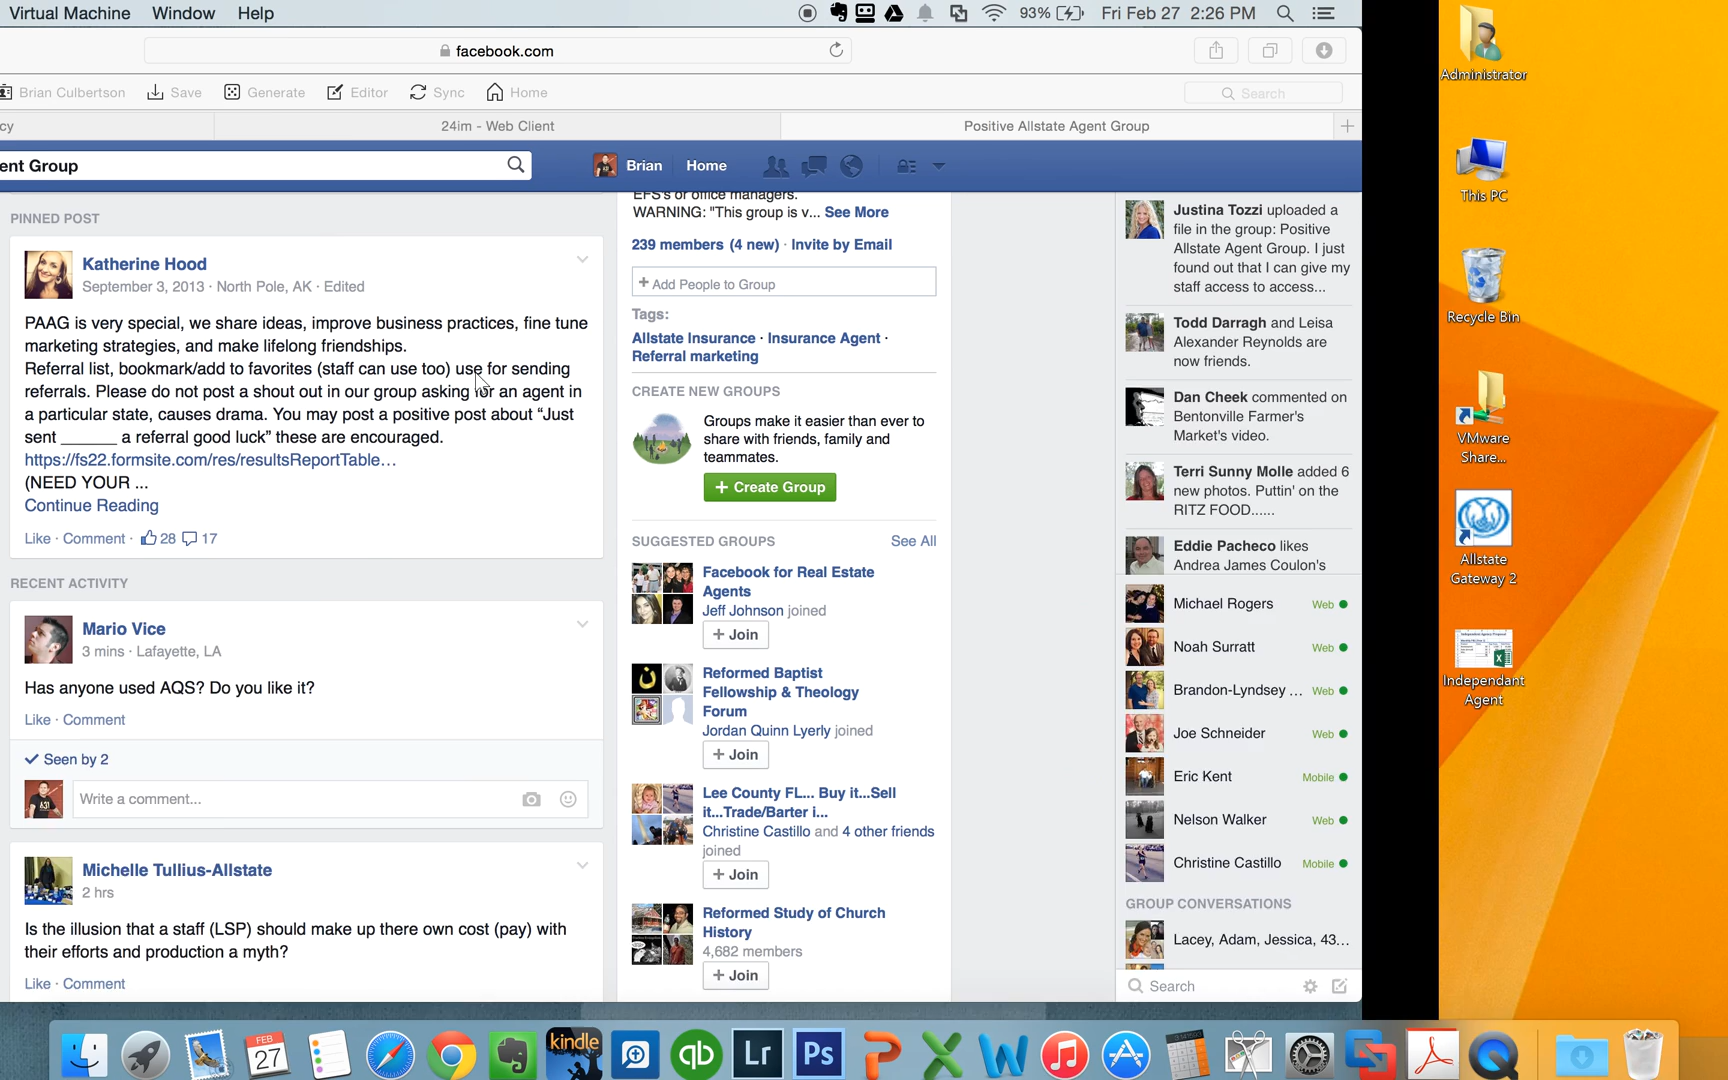 Virtual Machine Window Help
93% Fri Feb 27 2:26 PM
facebook.com
Brian Culbertson Save Generate Editor Sync Home
Search
cy
24im - Web Client
Positive Allstate Agent Group
ent Group
Brian Home
PINNED POST
Katherine Hood
September 3, 2013 · North Pole, AK · Edited
PAAG is very special, we share ideas, improve business practices, fine tune
marketing strategies, and make lifelong friendships.
Referral list, bookmark/add to favorites (staff can use too) use for sending
referrals. Please do not post a shout out in our group asking for an agent in
a particular state, causes drama. You may post a positive post about “Just
sent ______ a referral good luck” these are encouraged.
https://fs22.formsite.com/res/resultsReportTable…
(NEED YOUR ...
Continue Reading
Like · Comment · 28 17
RECENT ACTIVITY
Mario Vice
3 mins · Lafayette, LA
Has anyone used AQS? Do you like it?
Like · Comment
Seen by 2
Write a comment...
Michelle Tullius-Allstate
2 hrs
Is the illusion that a staff (LSP) should make up there own cost (pay) with
their efforts and production a myth?
Like · Comment
EFS's or office managers.
WARNING: "This group is v... See More
239 members (4 new) · Invite by Email
+ Add People to Group
Tags:
Allstate Insurance · Insurance Agent ·
Referral marketing
CREATE NEW GROUPS
Groups make it easier than ever to
share with friends, family and
teammates.
+ Create Group
SUGGESTED GROUPS See All
Facebook for Real Estate
Agents
Jeff Johnson joined
+ Join
Reformed Baptist
Fellowship & Theology
Forum
Jordan Quinn Lyerly joined
+ Join
Lee County FL... Buy it...Sell
it...Trade/Barter i...
Christine Castillo and 4 other friends
joined
+ Join
Reformed Study of Church
History
4,682 members
+ Join
Justina Tozzi uploaded a
file in the group: Positive
Allstate Agent Group. I just
found out that I can give my
staff access to access...
Todd Darragh and Leisa
Alexander Reynolds are
now friends.
Dan Cheek commented on
Bentonville Farmer's
Market's video.
Terri Sunny Molle added 6
new photos. Puttin' on the
RITZ FOOD......
Eddie Pacheco likes
Andrea James Coulon's
Michael Rogers Web
Noah Surratt Web
Brandon-Lyndsey ... Web
Joe Schneider Web
Eric Kent Mobile
Nelson Walker Web
Christine Castillo Mobile
GROUP CONVERSATIONS
Lacey, Adam, Jessica, 43...
Search
Administrator
This PC
Recycle Bin
VMware
Share...
Allstate
Gateway 2
Independant
Agent
FEB
27
kindle
qb
Lr
Ps